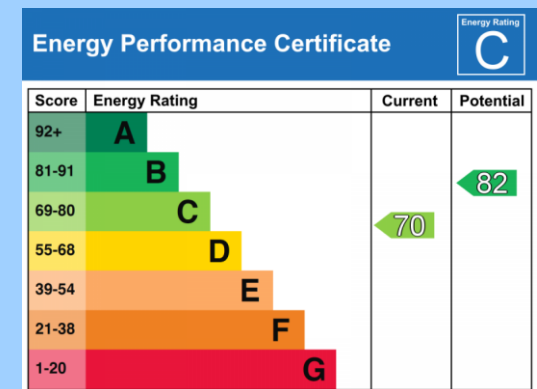 Energy Rating
Energy Performance Certificate
C
Score Energy Rating Current Potential
92+ A
81-91 B 82
69-80 C 70
55-68 D
39-54 E
21-38 F
1-20 G